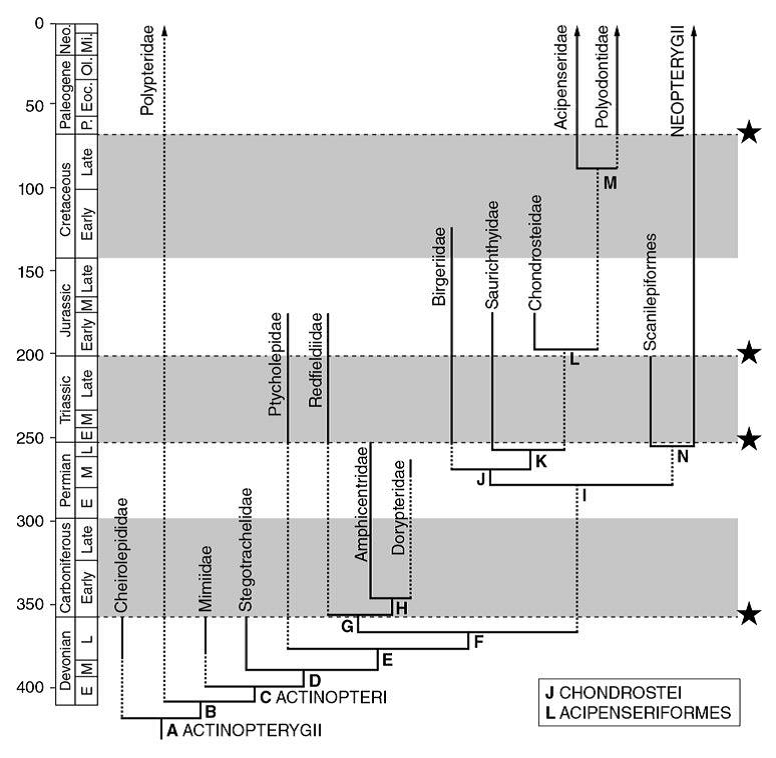 0
50
100
150
200
250
300
350
400
Neo.
Paleogene
Cretaceous
Jurassic
Triassic
Permian
Carboniferous
Devonian
Mi.
Ol.
Eoc.
P.
Late
Early
Late
M
Early
Late
M
E
L
M
E
Late
Early
L
M
E
Polypteridae
Acipenseridae
Polyodontidae
NEOPTERYGII
M
Birgeriidae
Saurichthyidae
Chondrosteidae
Scanilepiformes
L
Ptycholepidae
Redfieldiidae
K
N
J
I
Amphicentridae
Dorypteridae
Cheirolepididae
Mimiidae
Stegotrachelidae
H
G
F
E
D
C ACTINOPTERI
B
A ACTINOPTERYGII
J CHONDROSTEI
L ACIPENSERIFORMES